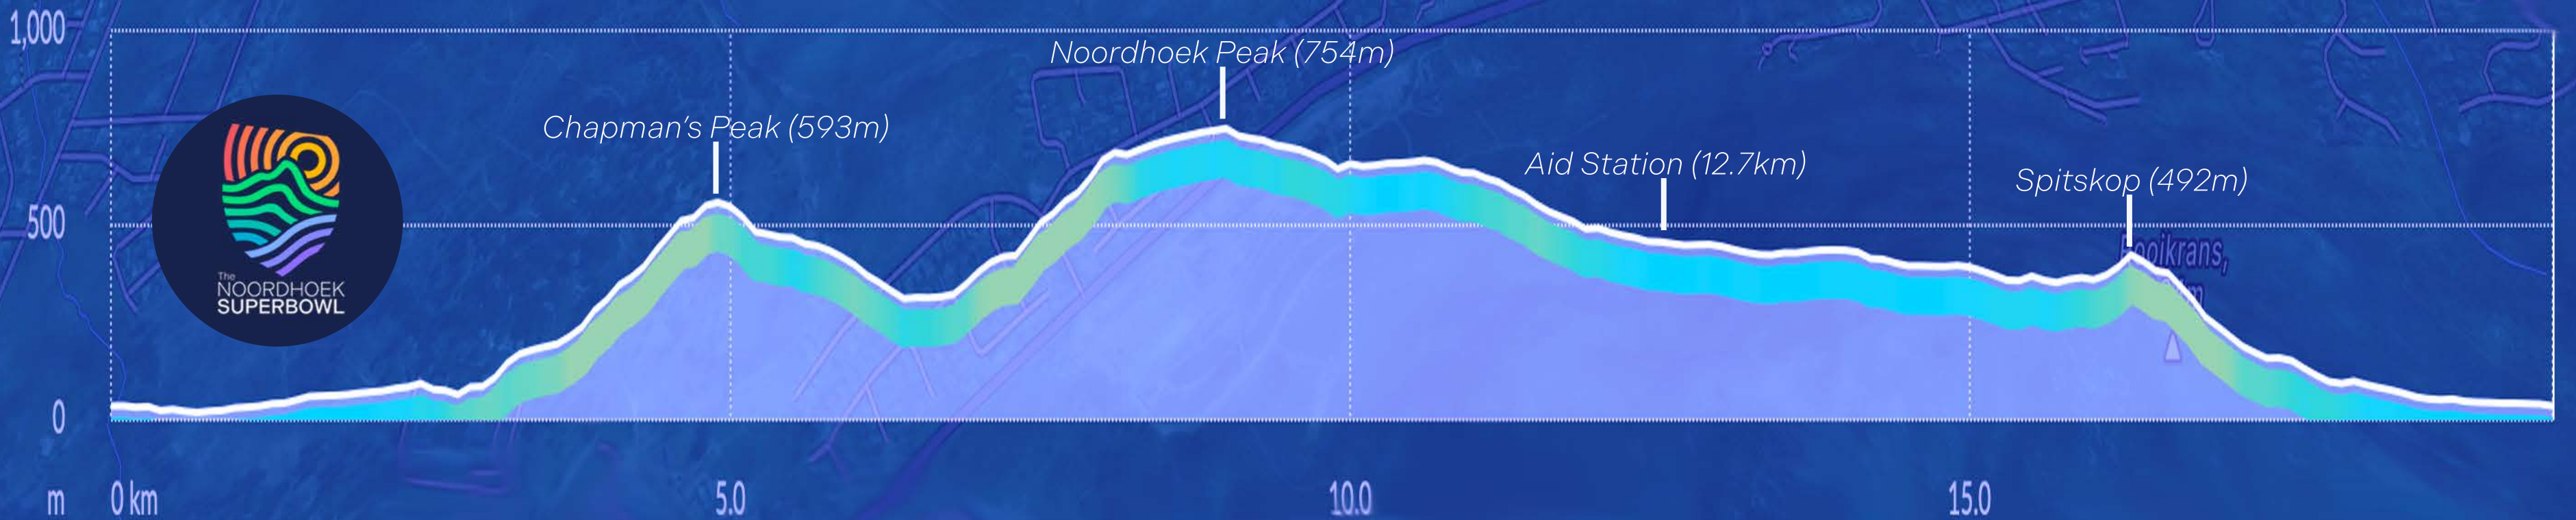 1,000
Noordhoek Peak (754m)
Chapman's Peak (593m)
Aid Station (12.7km)
Spitskop (492m)
500
The
NOORDHOEK
SUPERBOWL
0
m
0 km
5.0
10.0
15.0